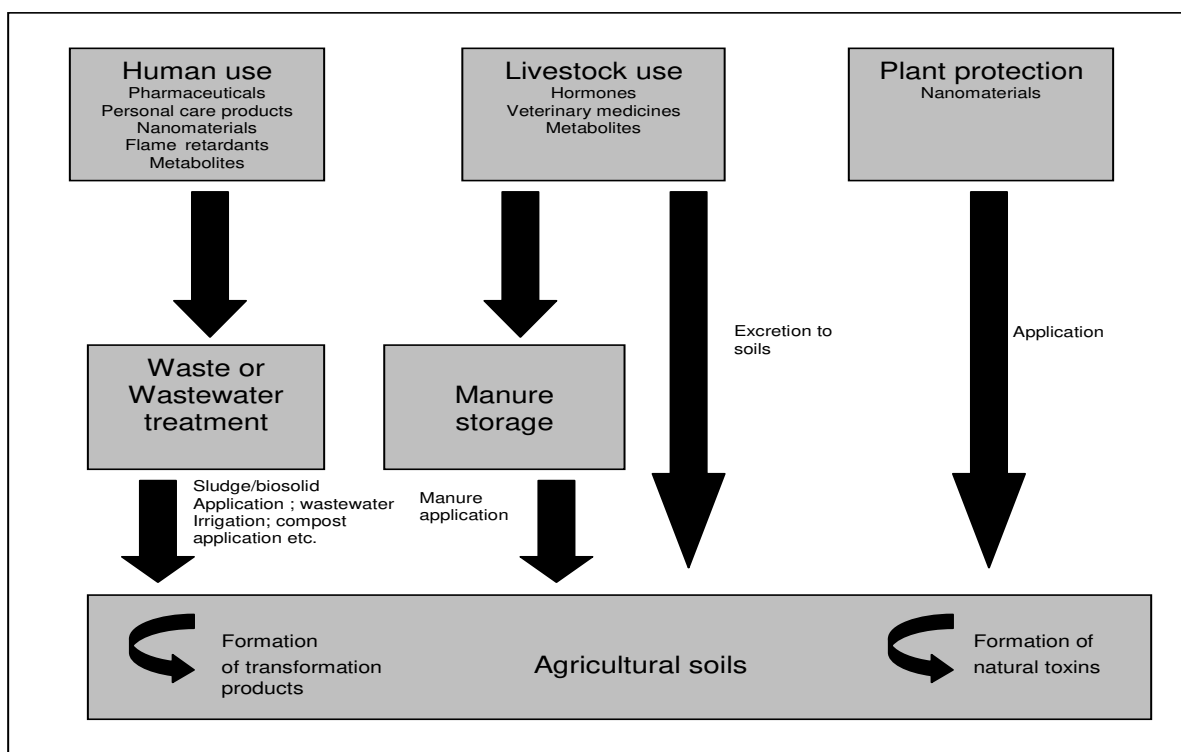 Human use
Pharmaceuticals
Personal care products
Nanomaterials
Flame retardants
Metabolites
Livestock use
Hormones
Veterinary medicines
Metabolites
Plant protection
Nanomaterials
Excretion to
soils
Application
Waste or
Wastewater
treatment
Manure
storage
Sludge/biosolid
Application ; wastewater
Irrigation; compost
application etc.
Manure
application
Formation
of transformation
products
Agricultural soils
Formation of
natural toxins